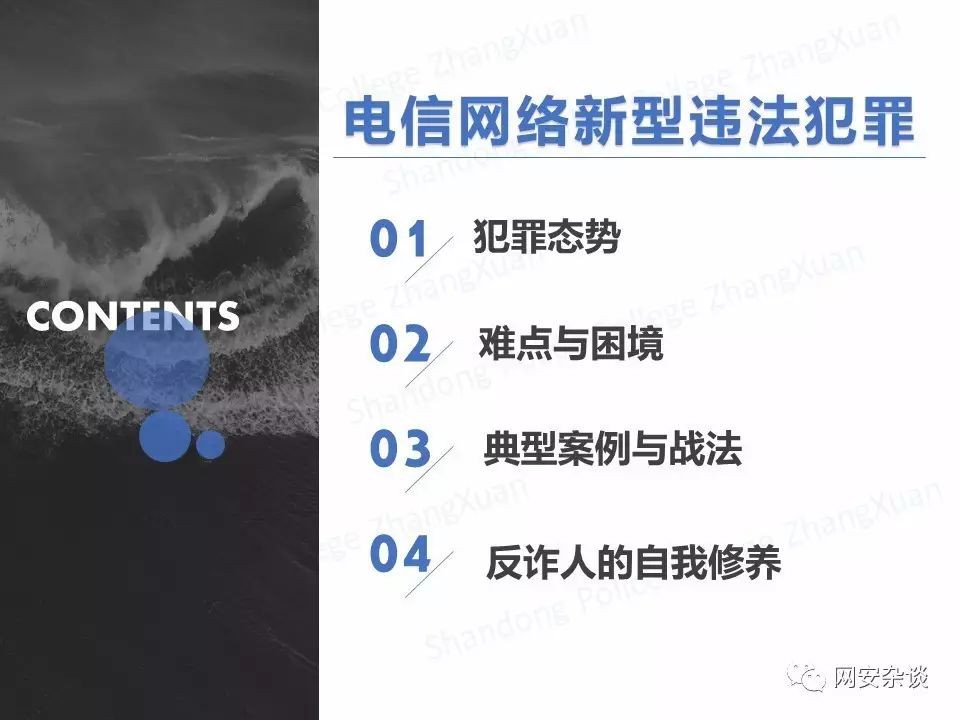 电信网络新型违法犯罪
CONTENTS
01 犯罪态势
02 难点与困境
03 典型案例与战法
04 反诈人的自我修养
Shandong Police College ZhangXuan
网安杂谈